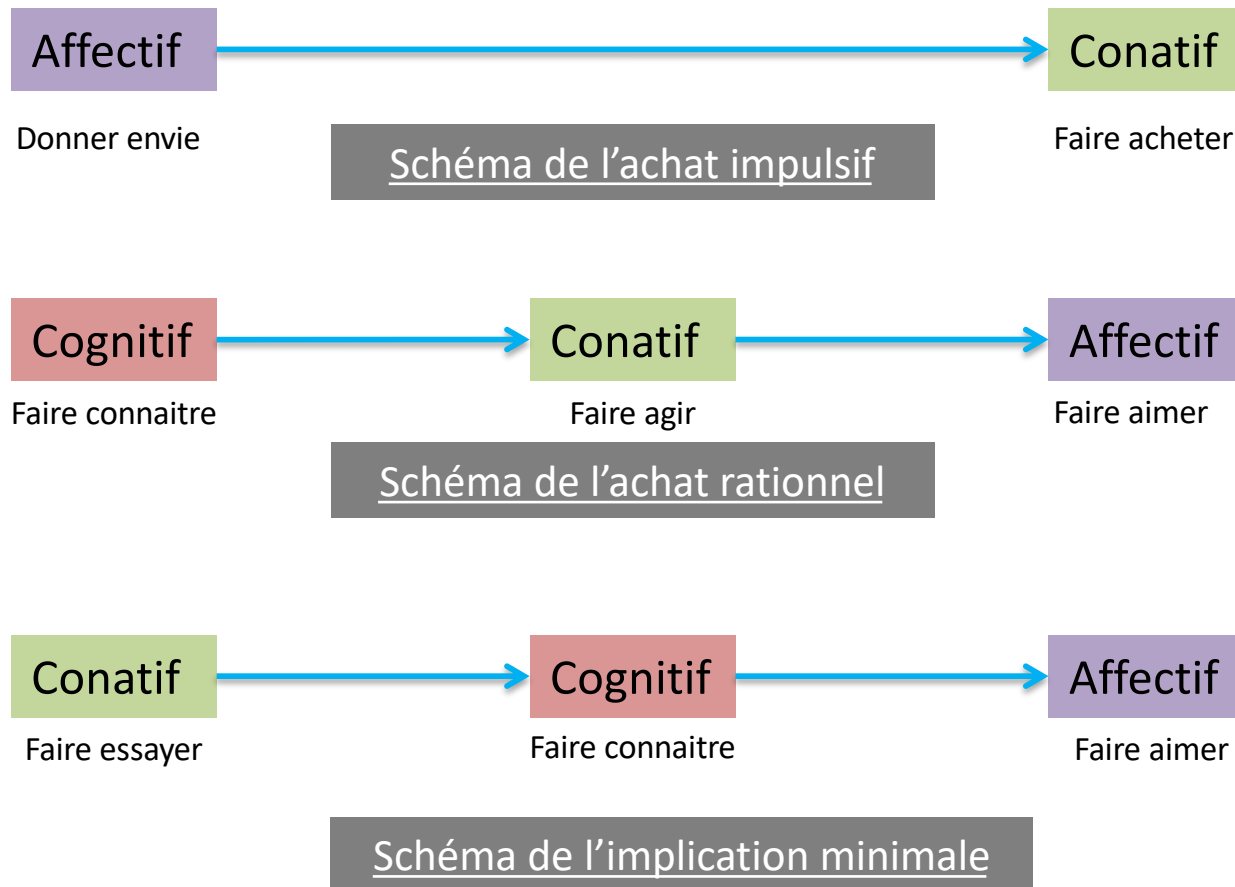 Affectif
Conatif
Donner envie
Faire acheter
Schéma de l’achat impulsif
Cognitif
Conatif
Affectif
Faire connaitre
Faire agir
Faire aimer
Schéma de l’achat rationnel
Conatif
Cognitif
Affectif
Faire essayer
Faire connaitre
Faire aimer
Schéma de l’implication minimale